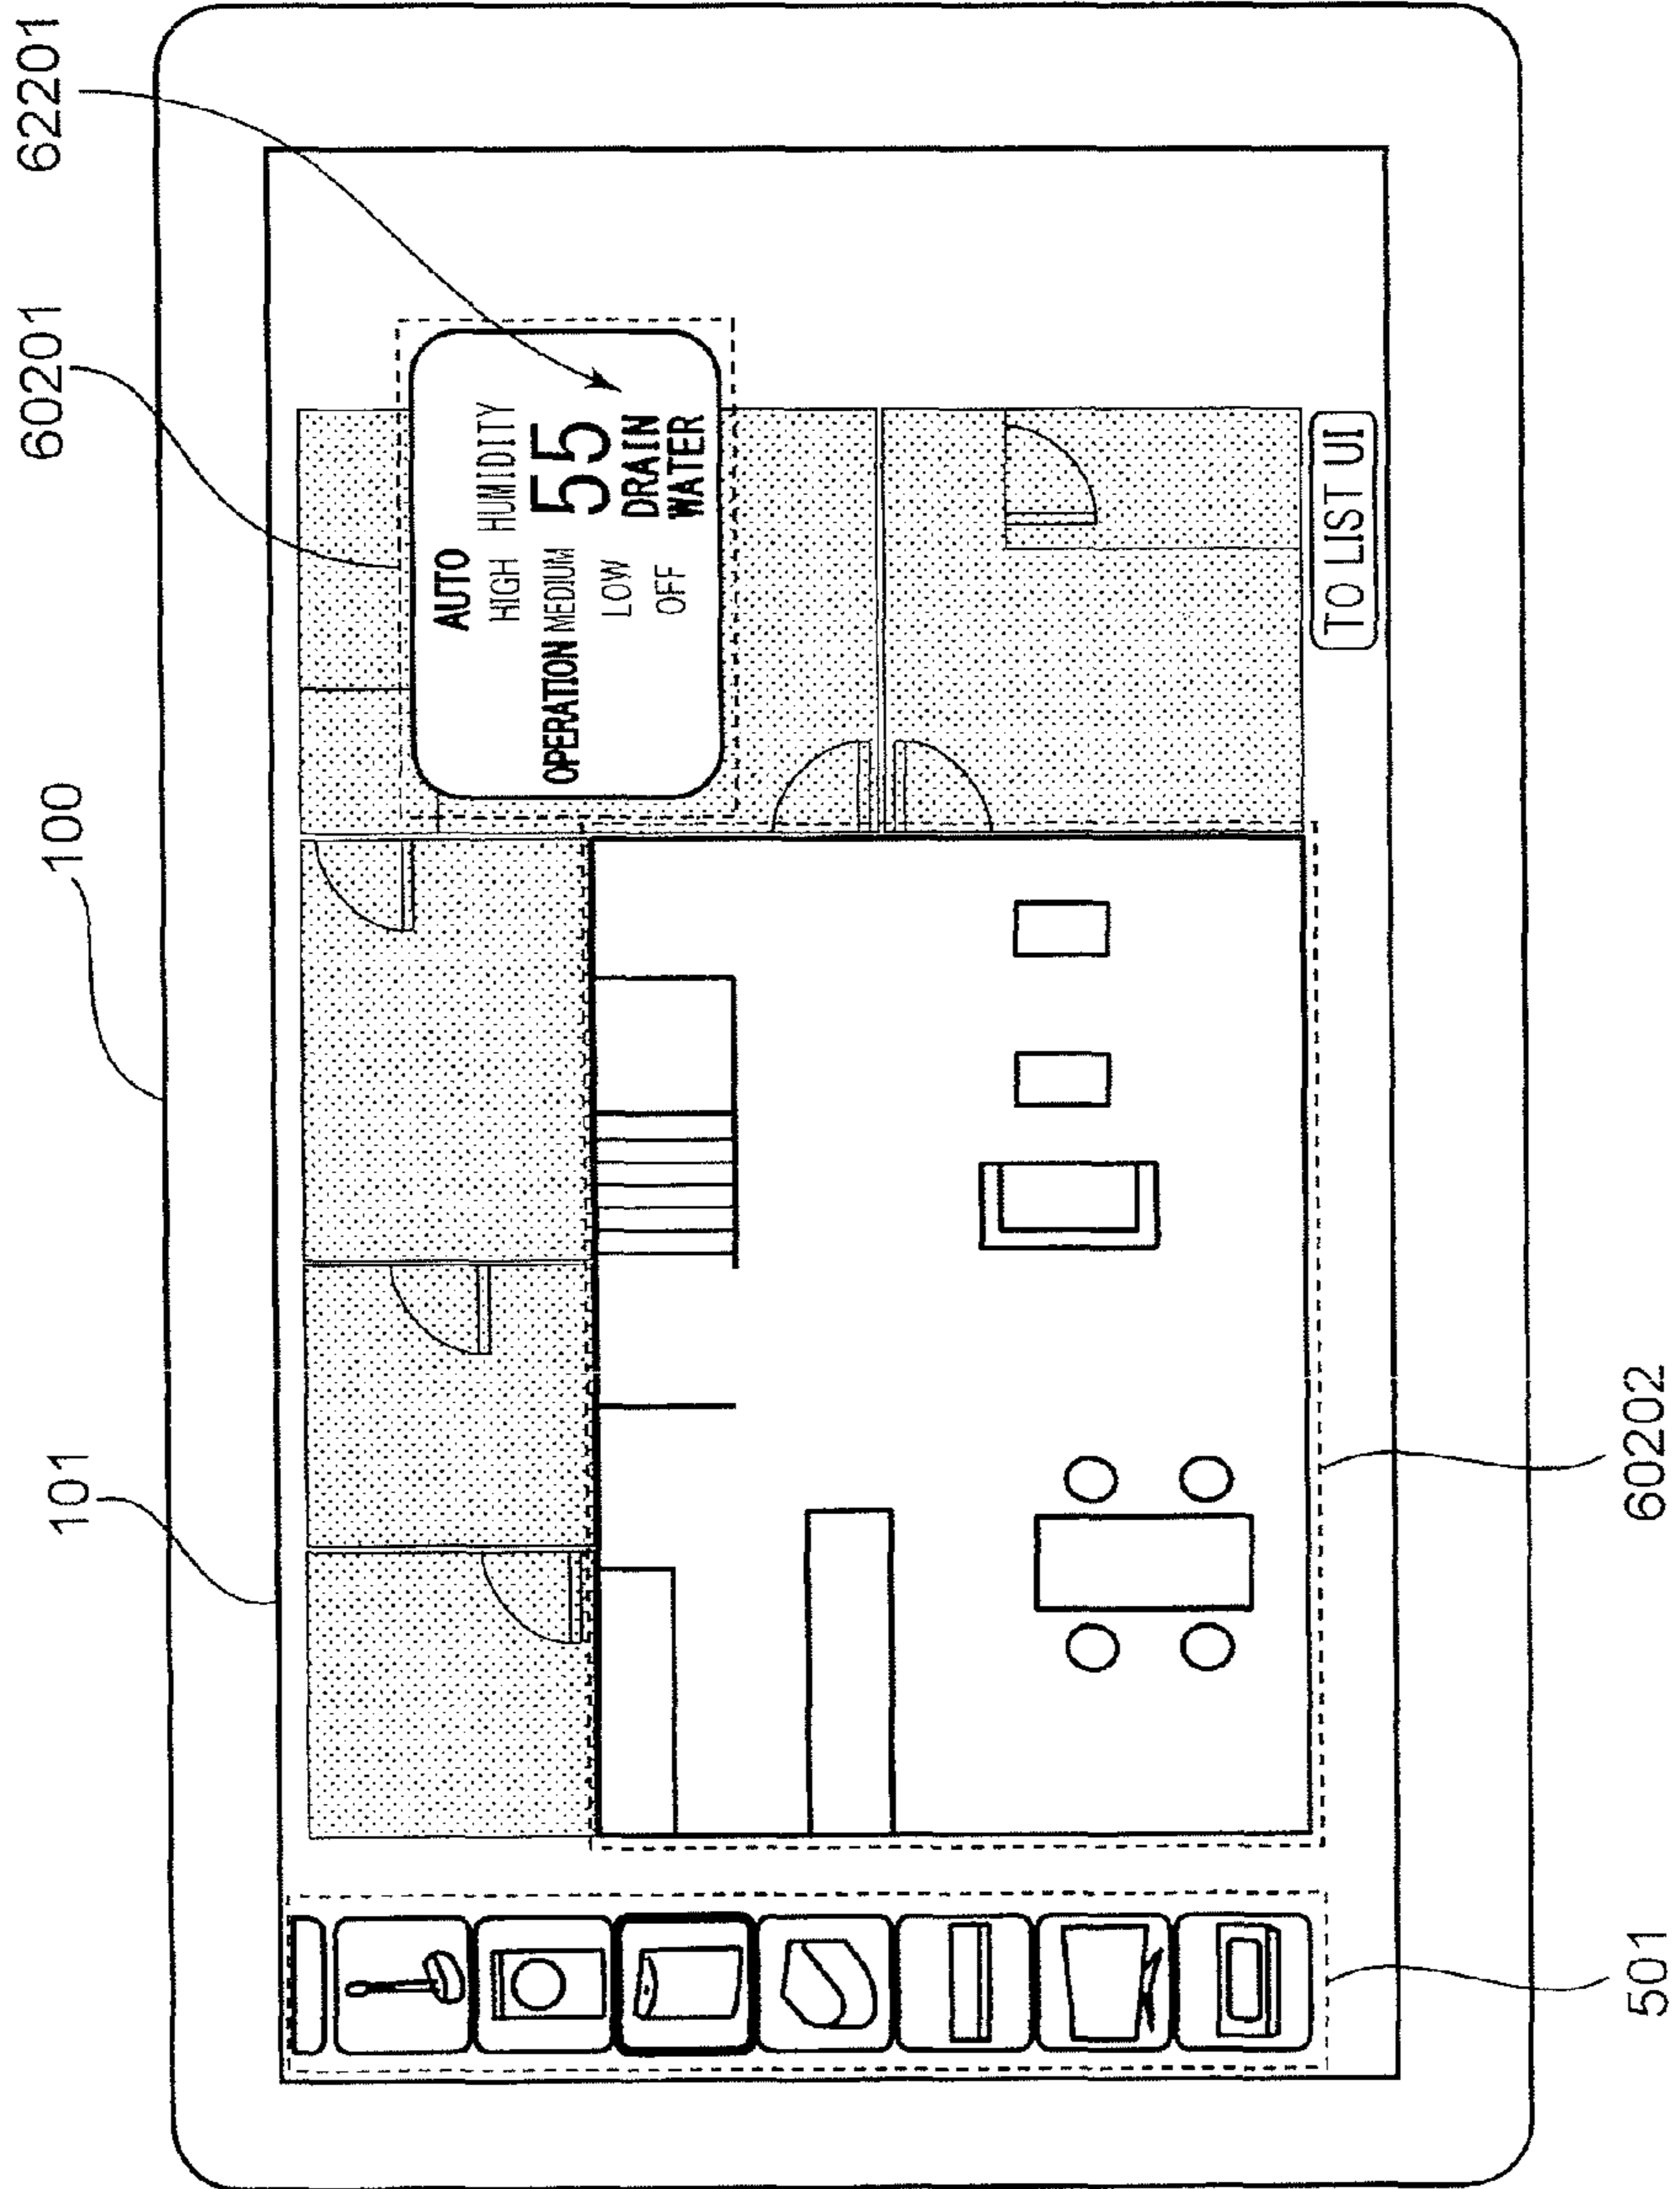 100
101
60201
62201
AUTO
HIGH
OPERATION MEDIUM
LOW
OFF
HUMIDITY
55
DRAIN
WATER
TO LIST UI
501
60202